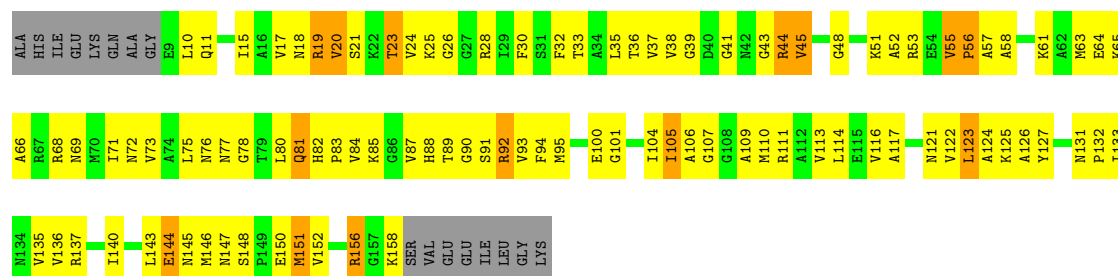 ALA HIS ILE GLU LYS GLN ALA GLY E9 L10 Q11 I15 A16 V17 N18 R19 V20 S21 K22 T23 V24 K25 G26 G27 R28 I29 F30 S31 F32 T33 A34 L35 T36 V37 V38 G39 D40 G41 N42 G43 R44 V45 G48 K51 A52 R53 E54 V55 P56 A57 A58 K61 A62 M63 E64 K65
A66 R67 R68 N69 M70 I71 N72 V73 A74 L75 N76 N77 G78 T79 L80 Q81 H82 P83 V84 K85 G86 V87 H88 T89 G90 S91 R92 V93 F94 M95 E100 G101 I104 I105 A106 G107 G108 A109 M110 R111 A112 V113 L114 E115 V116 A117 N121 V122 L123 A124 K125 A126 Y127 N131 P132 I133
N134 V135 V136 R137 I140 L143 E144 N145 M146 N147 S148 P149 E150 M151 V152 R156 G157 K158 SER VAL GLU GLU ILE LEU GLY LYS